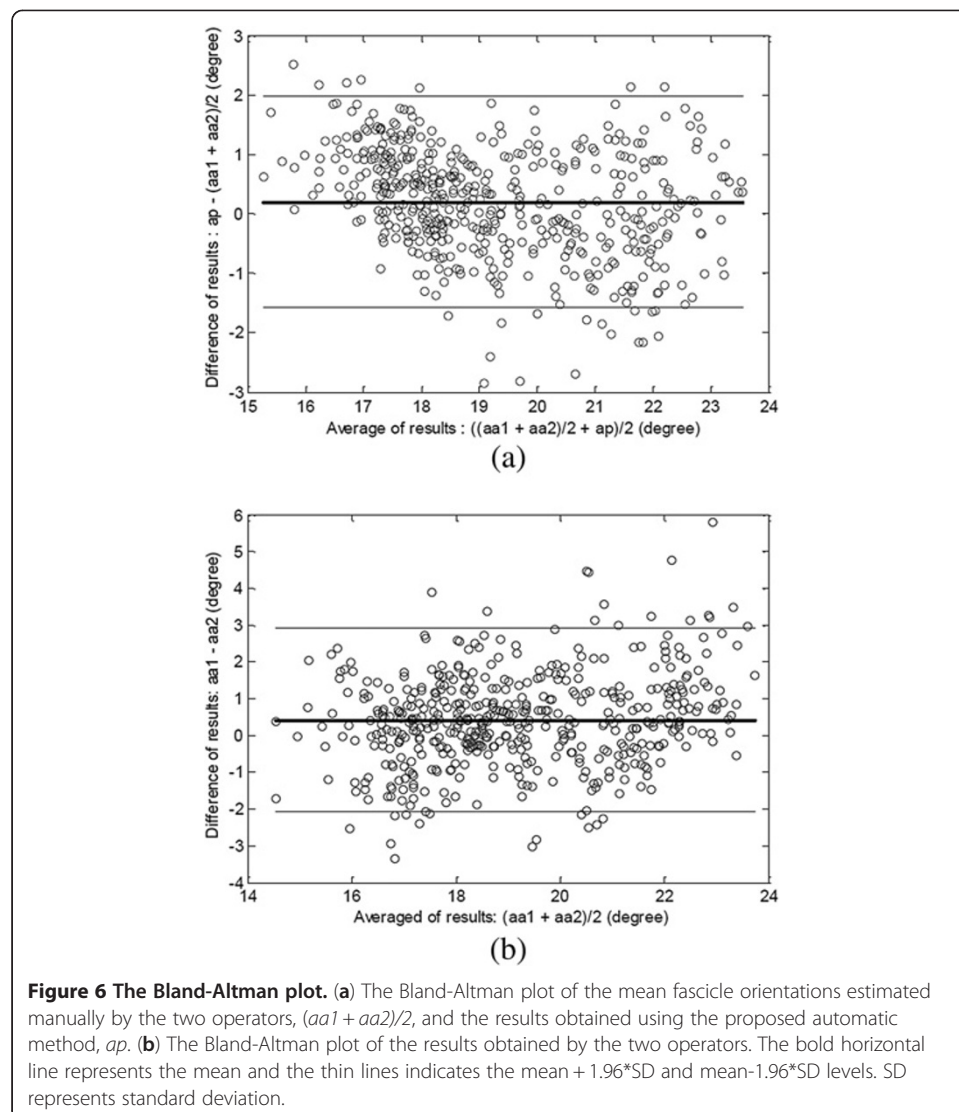 3
2
1
0
-1
-2
-3
Difference of results : ap - (aa1 + aa2)/2 (degree)
15 16 17 18 19 20 21 22 23 24
Average of results : ((aa1 + aa2)/2 + ap)/2 (degree)
(a)
6
5
4
3
2
1
0
-1
-2
-3
-4
Difference of results: aa1 - aa2 (degree)
14 16 18 20 22 24
Averaged of results: (aa1 + aa2)/2 (degree)
(b)
Figure 6 The Bland-Altman plot. (a) The Bland-Altman plot of the mean fascicle orientations estimated
manually by the two operators, (aa1 + aa2)/2, and the results obtained using the proposed automatic
method, ap. (b) The Bland-Altman plot of the results obtained by the two operators. The bold horizontal
line represents the mean and the thin lines indicates the mean + 1.96*SD and mean-1.96*SD levels. SD
represents standard deviation.